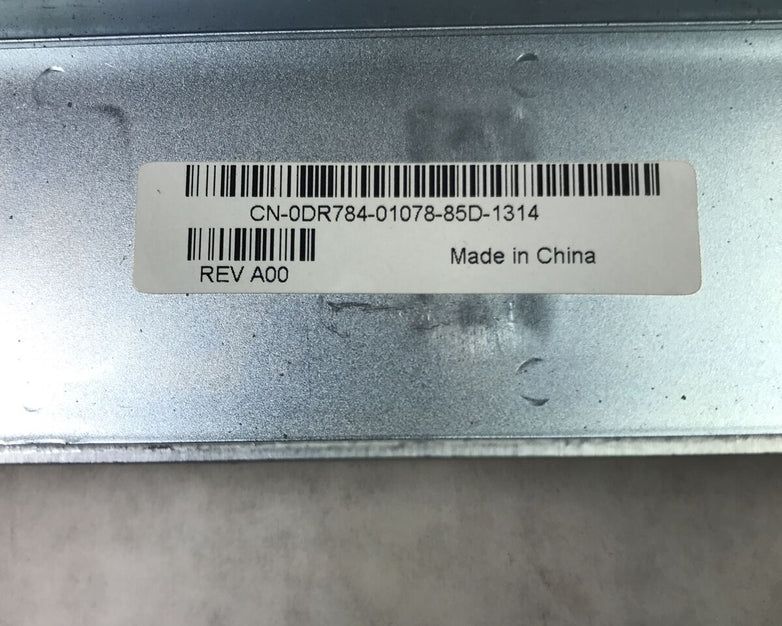 CN-0DR784-01078-85D-1314
REV A00
Made in China